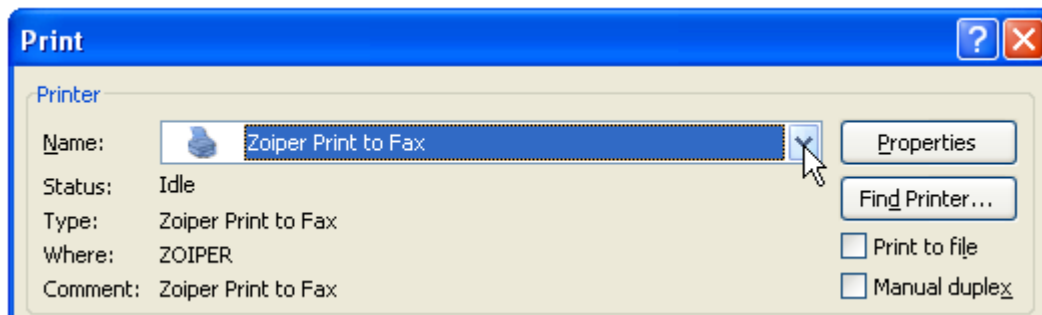 Print
Printer
Name: Zoiper Print to Fax Properties
Status: Idle
Find Printer...
Type: Zoiper Print to Fax
Where: ZOIPER Print to file
Comment: Zoiper Print to Fax Manual duplex